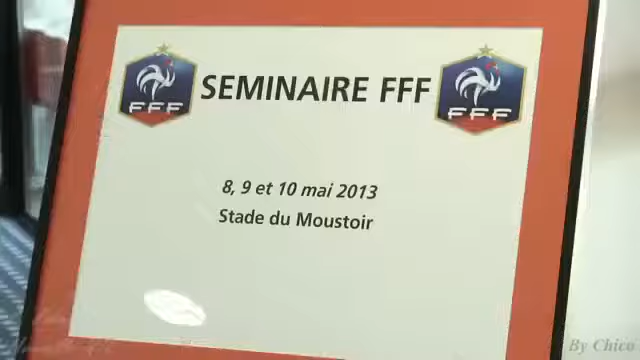 SEMINAIRE FFF
FFF
FFF
8, 9 et 10 mai 2013
Stade du Moustoir
By Chico